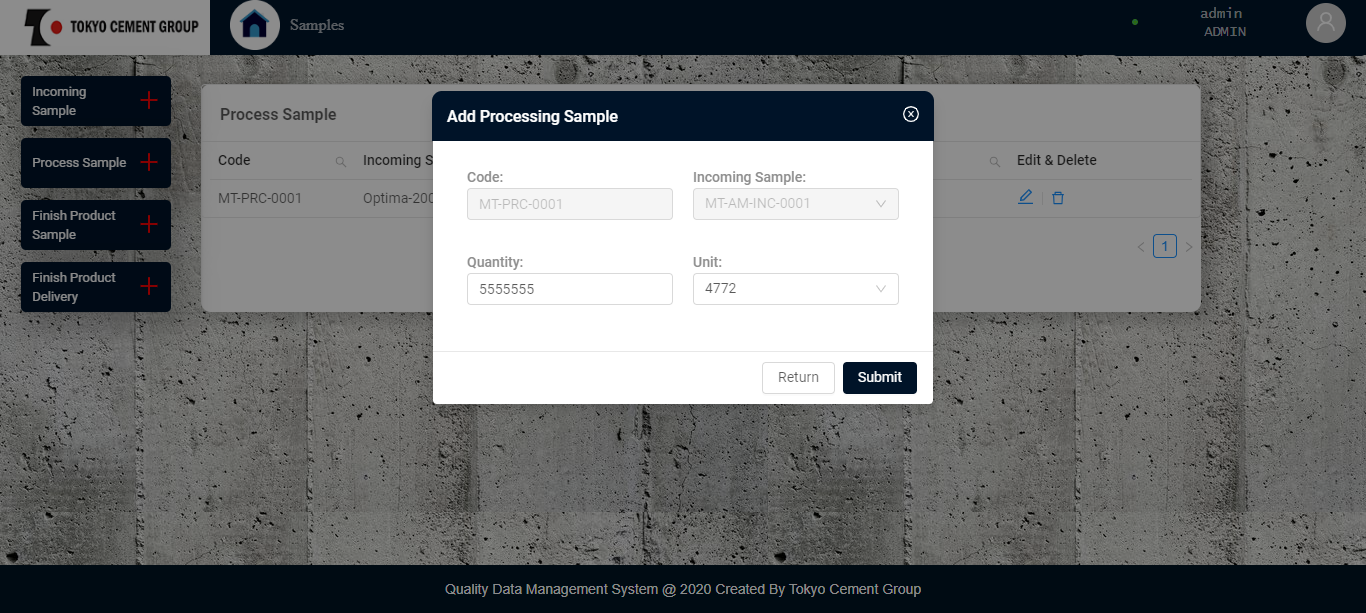 TOKYO CEMENT GROUP
Samples
admin
ADMIN
Incoming
Sample
Process Sample
Finish Product
Sample
Finish Product
Delivery
Process Sample
Code
Incoming S
Edit & Delete
MT-PRC-0001
Optima-200
1
Add Processing Sample
Code:
Incoming Sample:
MT-PRC-0001
MT-AM-INC-0001
Quantity:
Unit:
5555555
4772
Return
Submit
Quality Data Management System @ 2020 Created By Tokyo Cement Group